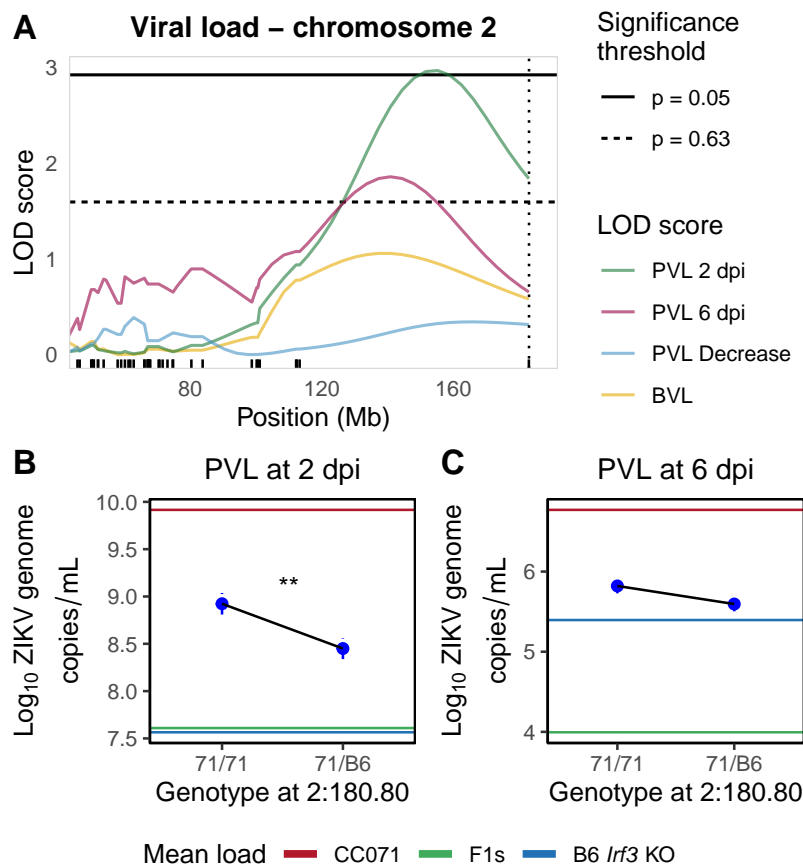 A
Viral load – chromosome 2
3
2
1
0
LOD score
80
120
160
Position (Mb)
Significance
threshold
p = 0.05
p = 0.63
LOD score
PVL 2 dpi
PVL 6 dpi
PVL Decrease
BVL
B
PVL at 2 dpi
Log10 ZIKV genome
copies/mL
10.0
9.5
9.0
8.5
8.0
7.5
**
71/71
71/B6
Genotype at 2:180.80
C
PVL at 6 dpi
Log10 ZIKV genome
copies/mL
6
5
4
71/71
71/B6
Genotype at 2:180.80
Mean load
CC071
F1s
B6 Irf3 KO